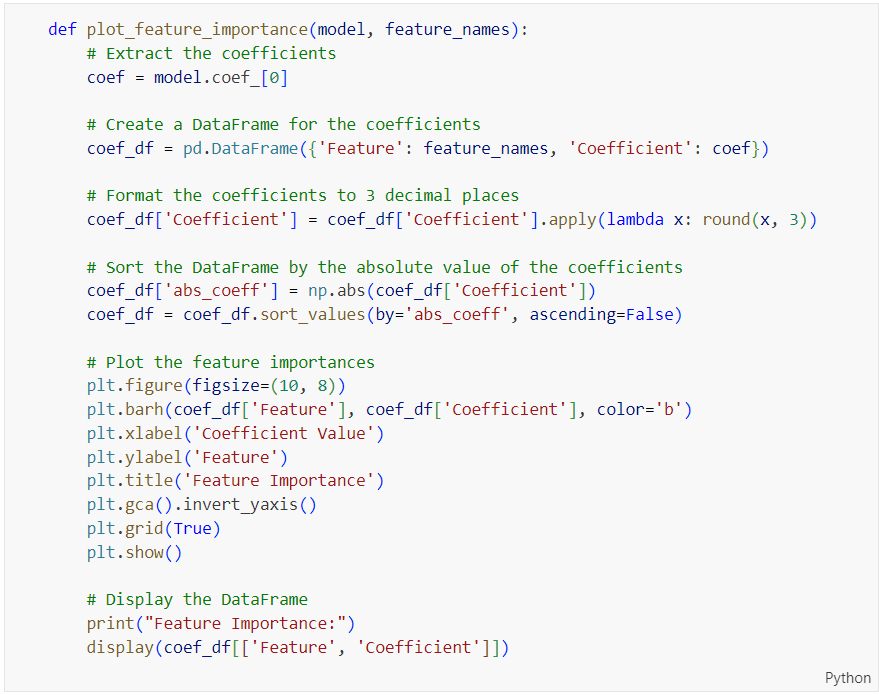 def plot_feature_importance(model, feature_names):
    # Extract the coefficients
    coef = model.coef_[0]

    # Create a DataFrame for the coefficients
    coef_df = pd.DataFrame({'Feature': feature_names, 'Coefficient': coef})

    # Format the coefficients to 3 decimal places
    coef_df['Coefficient'] = coef_df['Coefficient'].apply(lambda x: round(x, 3))

    # Sort the DataFrame by the absolute value of the coefficients
    coef_df['abs_coeff'] = np.abs(coef_df['Coefficient'])
    coef_df = coef_df.sort_values(by='abs_coeff', ascending=False)

    # Plot the feature importances
    plt.figure(figsize=(10, 8))
    plt.barh(coef_df['Feature'], coef_df['Coefficient'], color='b')
    plt.xlabel('Coefficient Value')
    plt.ylabel('Feature')
    plt.title('Feature Importance')
    plt.gca().invert_yaxis()
    plt.grid(True)
    plt.show()

    # Display the DataFrame
    print("Feature Importance:")
    display(coef_df[['Feature', 'Coefficient']])
Python